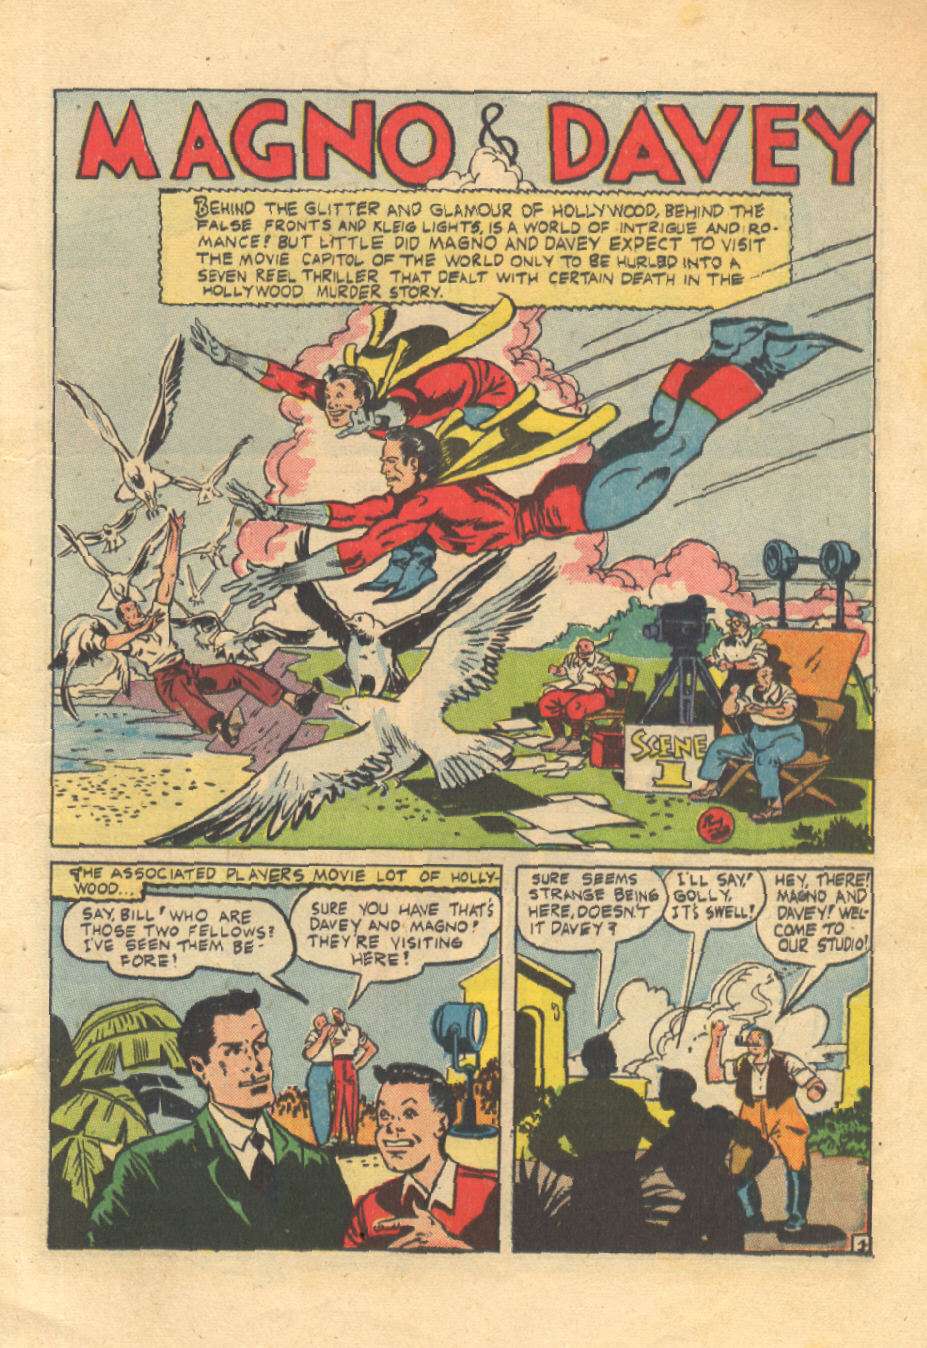 MAGNO & DAVEY
BEHIND THE GLITTER AND GLAMOUR OF HOLLYWOOD, BEHIND THE
FALSE FRONTS AND KLEIG LIGHTS, IS A WORLD OF INTRIGUE AND RO-
MANCE! BUT LITTLE DID MAGNO AND DAVEY EXPECT TO VISIT
THE MOVIE CAPITOL OF THE WORLD ONLY TO BE HURLED INTO A
SEVEN REEL THRILLER THAT DEALT WITH CERTAIN DEATH IN THE
HOLLYWOOD MURDER STORY.
SCENE
1
THE ASSOCIATED PLAYERS MOVIE LOT OF HOLLY-
WOOD...
SAY, BILL! WHO ARE
THOSE TWO FELLOWS?
I'VE SEEN THEM BE-
FORE!
SURE YOU HAVE THAT'S
DAVEY AND MAGNO!
THEY'RE VISITING
HERE!
SURE SEEMS
STRANGE BEING
HERE, DOESN'T
IT DAVEY?
I'LL SAY!
GOLLY,
IT'S SWELL!
HEY, THERE!
MAGNO AND
DAVEY! WEL-
COME TO
OUR STUDIO!
1